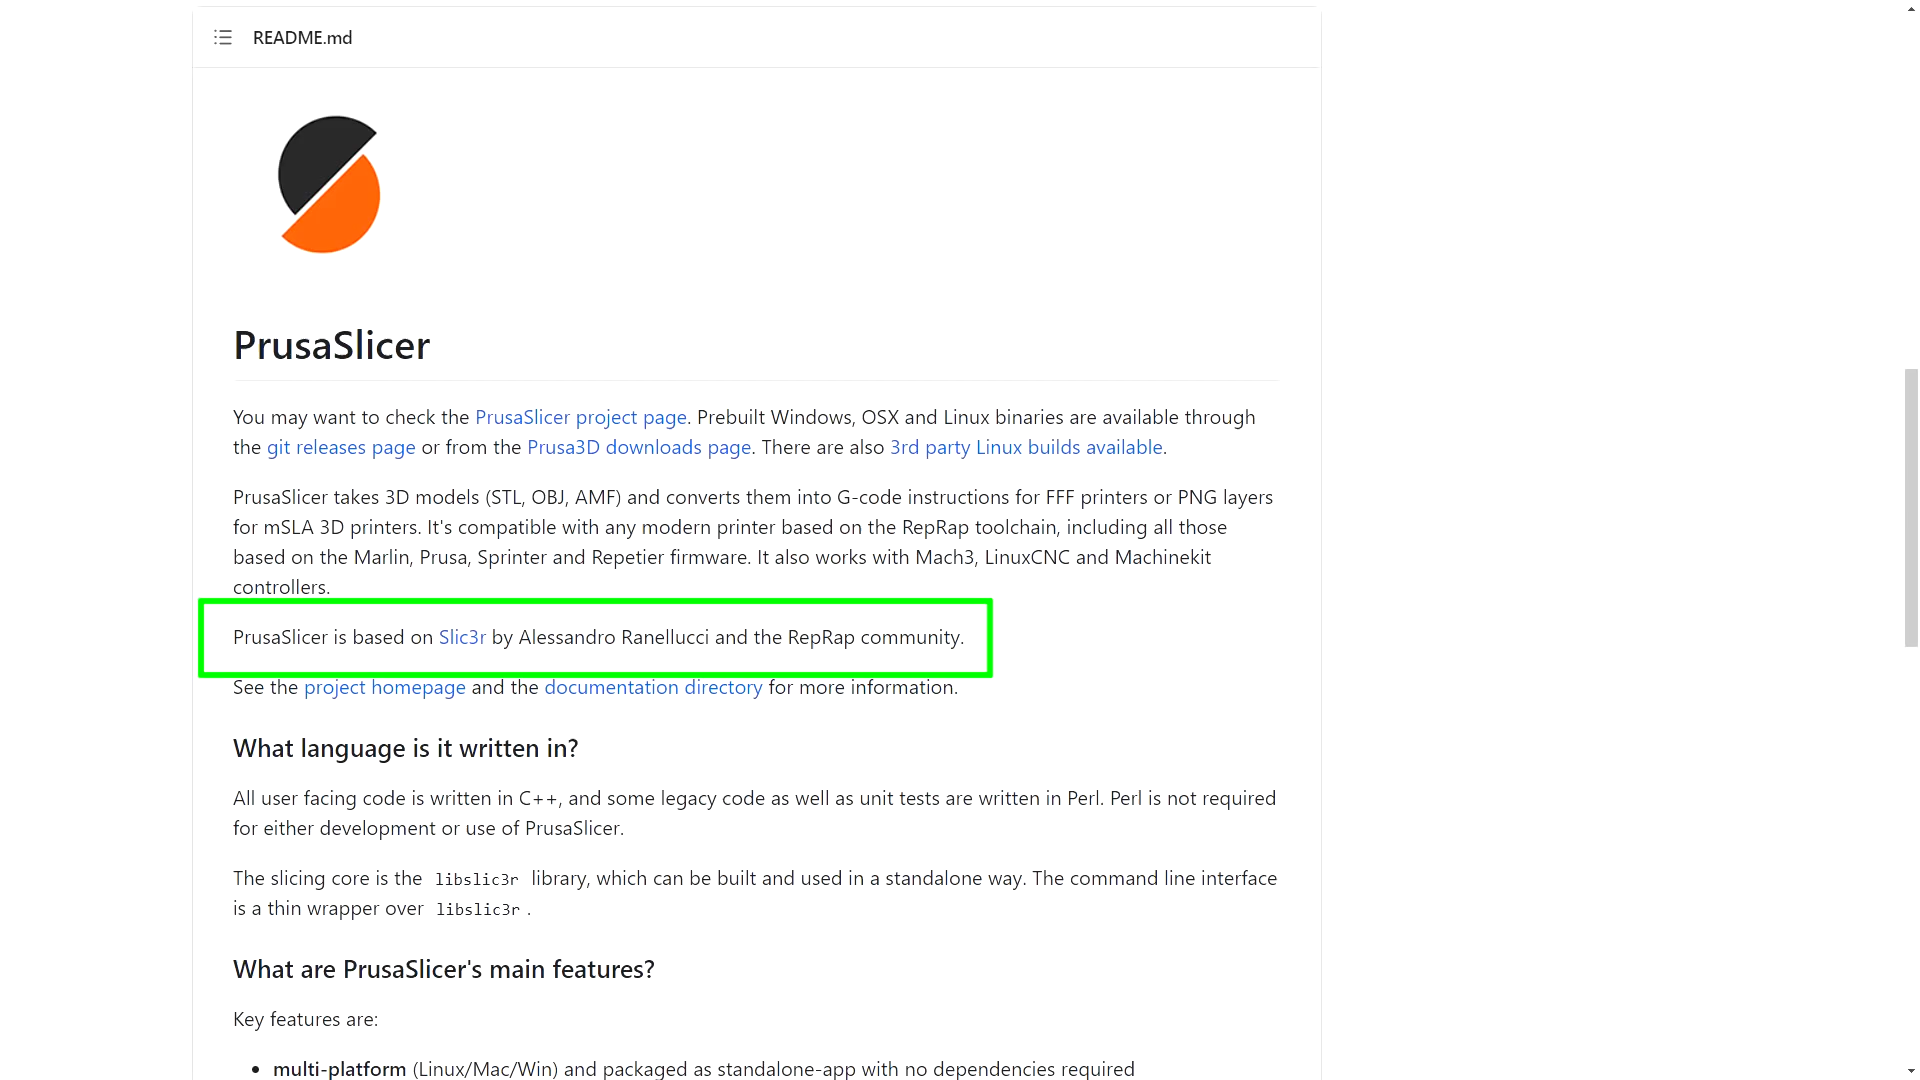 README.md
PrusaSlicer
You may want to check the PrusaSlicer project page. Prebuilt Windows, OSX and Linux binaries are available through
the git releases page or from the Prusa3D downloads page. There are also 3rd party Linux builds available.
PrusaSlicer takes 3D models (STL, OBJ, AMF) and converts them into G-code instructions for FFF printers or PNG layers
for mSLA 3D printers. It's compatible with any modern printer based on the RepRap toolchain, including all those
based on the Marlin, Prusa, Sprinter and Repetier firmware. It also works with Mach3, LinuxCNC and Machinekit
controllers.
PrusaSlicer is based on Slic3r by Alessandro Ranellucci and the RepRap community.
See the project homepage and the documentation directory for more information.
What language is it written in?
All user facing code is written in C++, and some legacy code as well as unit tests are written in Perl. Perl is not required
for either development or use of PrusaSlicer.
The slicing core is the libslic3r library, which can be built and used in a standalone way. The command line interface
is a thin wrapper over libslic3r .
What are PrusaSlicer's main features?
Key features are:
• multi-platform (Linux/Mac/Win) and packaged as standalone-app with no dependencies required